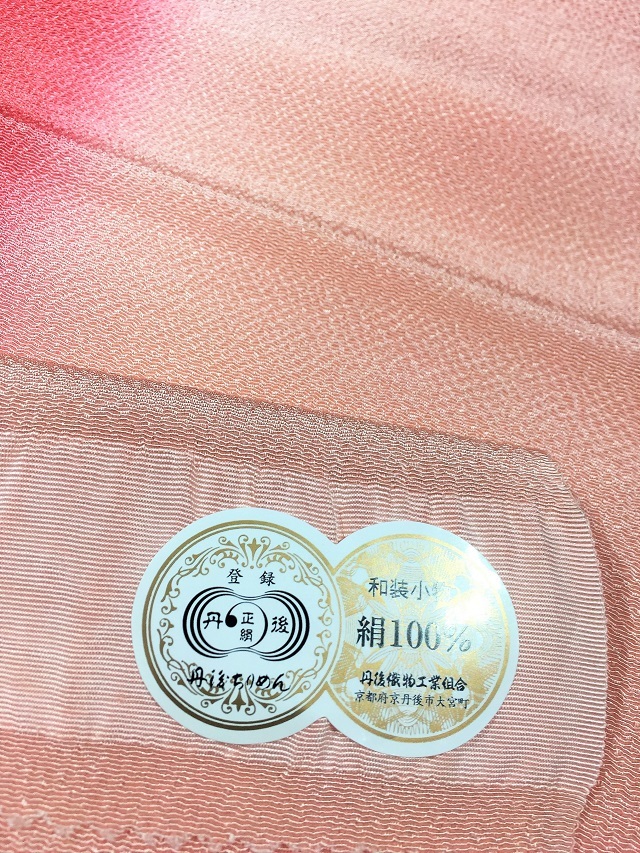 登録
丹 正絹 後
丹後ちりめん
和装小物
絹100%
丹後織物工業組合
京都府京丹後市大宮町